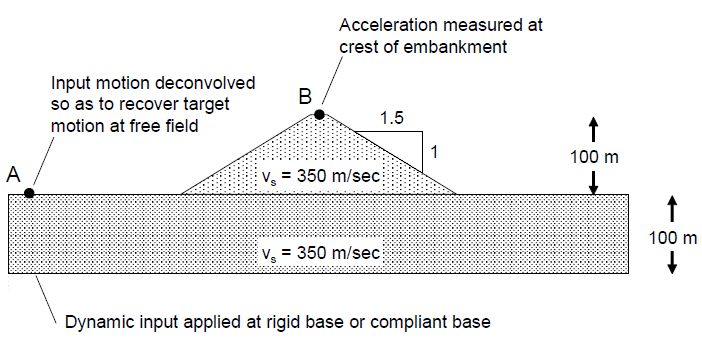 Acceleration measured at
crest of embankment
Input motion deconvolved
so as to recover target
motion at free field
B
1.5
1
100 m
A
vs = 350 m/sec
100 m
vs = 350 m/sec
Dynamic input applied at rigid base or compliant base